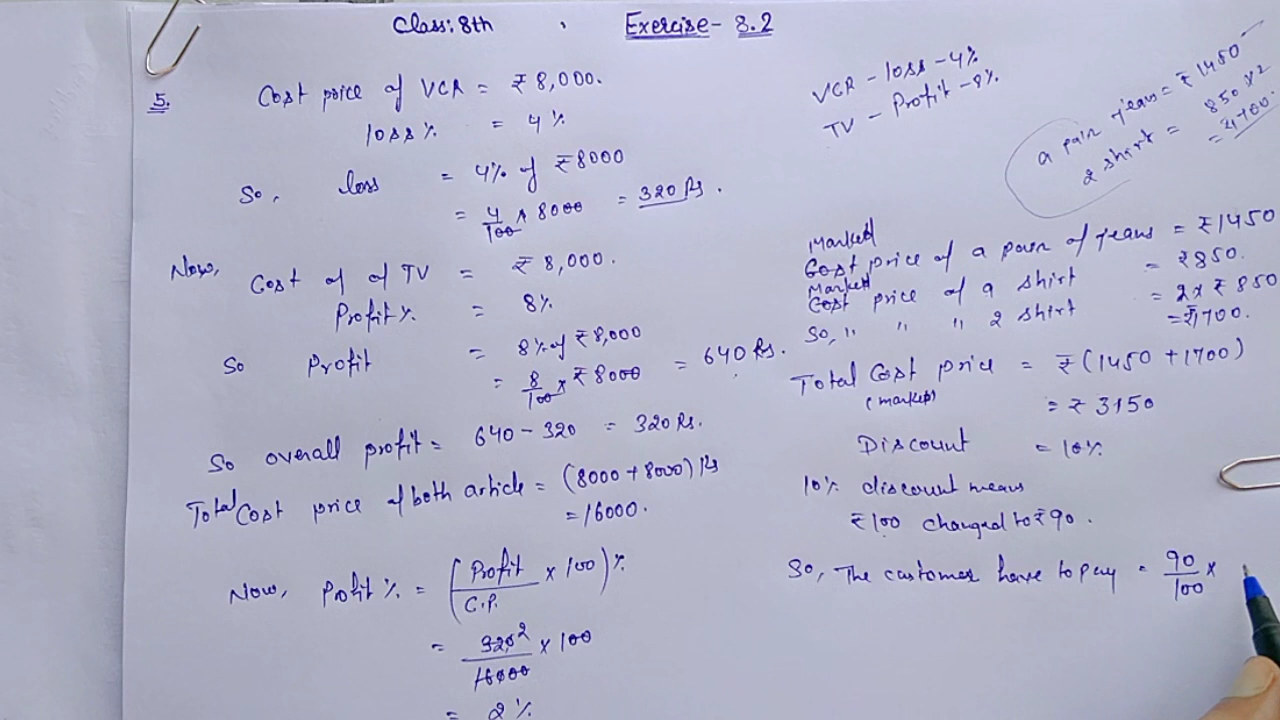 Class: 8th
Exercise- 8.2
5.
Cost price of VCR = ₹ 8,000.
loss% = 4%
So, loss = 4% of ₹8000
= 4/100 × 8000 = 320 Rs.
Now, Cost of of TV = ₹ 8,000.
Profit% = 8%
So Profit = 8% of ₹8,000
= 8/100 × ₹8000 = 640 Rs.
So overall profit = 640-320 = 320 Rs.
Total Cost price of both article = (8000+8000) Rs
= 16000.
Now, Profit% = [Profit/C.P. × 100)%
= 320 2/16000 × 100
= 2%
VCR - loss - 4%
TV - Profit - 8%
a pair jeans = ₹ 1450
2 shirt = 850 × 2
= 1700.
Marked
Cost price of a pair of jeans = ₹1450
Marked
Cost price of a shirt = ₹850.
So, " " " 2 shirt = 2 × ₹ 850
= ₹1700.
Total Cost price = ₹(1450+1700)
(marked)
= ₹ 3150
Discount = 10%
10% discount means
₹100 changed to ₹90.
So, The customer have to pay = 90/100 ×